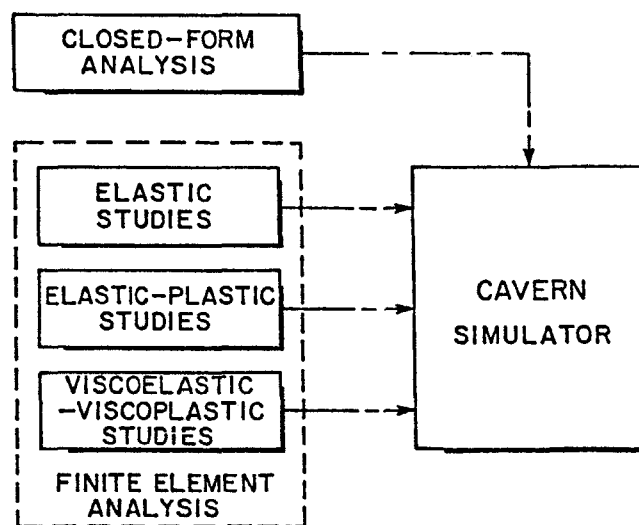 CLOSED-FORM
ANALYSIS
ELASTIC
STUDIES
ELASTIC-PLASTIC
STUDIES
VISCOELASTIC
-VISCOPLASTIC
STUDIES
FINITE ELEMENT
ANALYSIS
CAVERN
SIMULATOR